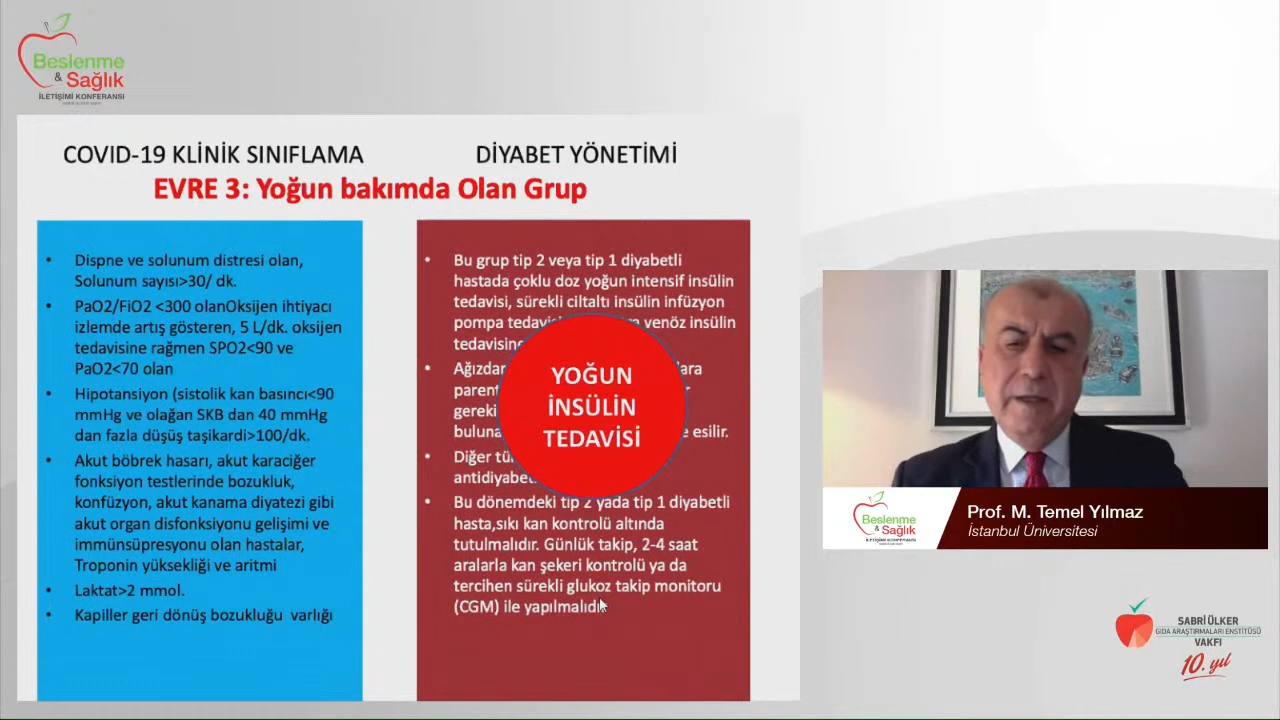 Beslenme
& Sağlık
İLETİŞİMİ KONFERANSI
COVID-19 KLİNİK SINIFLAMA
DİYABET YÖNETİMİ
EVRE 3: Yoğun bakımda Olan Grup
• Dispne ve solunum distresi olan,
Solunum sayısı>30/ dk.
• PaO2/FiO2 <300 olanOksijen ihtiyacı
izlemde artış gösteren, 5 L/dk. oksijen
tedavisine rağmen SPO2<90 ve
PaO2<70 olan
• Hipotansiyon (sistolik kan basıncı<90
mmHg ve olağan SKB dan 40 mmHg
dan fazla düşüş taşikardi>100/dk.
• Akut böbrek hasarı, akut karaciğer
fonksiyon testlerinde bozukluk,
konfüzyon, akut kanama diyatezi gibi
akut organ disfonksiyonu gelişimi ve
immünsüpresyonu olan hastalar,
Troponin yüksekliği ve aritmi
• Laktat>2 mmol.
• Kapiller geri dönüş bozukluğu varlığı
• Bu grup tip 2 veya tip 1 diyabetli
hastada çoklu doz yoğun intensif insülin
tedavisi, sürekli ciltaltı insülin infüzyon
pompa venöz insülin
• 
YOĞUN
İNSÜLİN
TEDAVİSİ
esilir.
• Diğer
• Bu dönemdeki tip 2 yada tip 1 diyabetli
hasta,sıkı kan kontrolü altında
tutulmalıdır. Günlük takip, 2-4 saat
aralarla kan şekeri kontrolü ya da
tercihen sürekli glukoz takip monitoru
(CGM) ile yapılmalıdır
Beslenme
& Sağlık
İLETİŞİMİ KONFERANSI
Prof. M. Temel Yılmaz
İstanbul Üniversitesi
SABRİ ÜLKER
GIDA ARAŞTIRMALARI ENSTİTÜSÜ
VAKFI
10. yıl